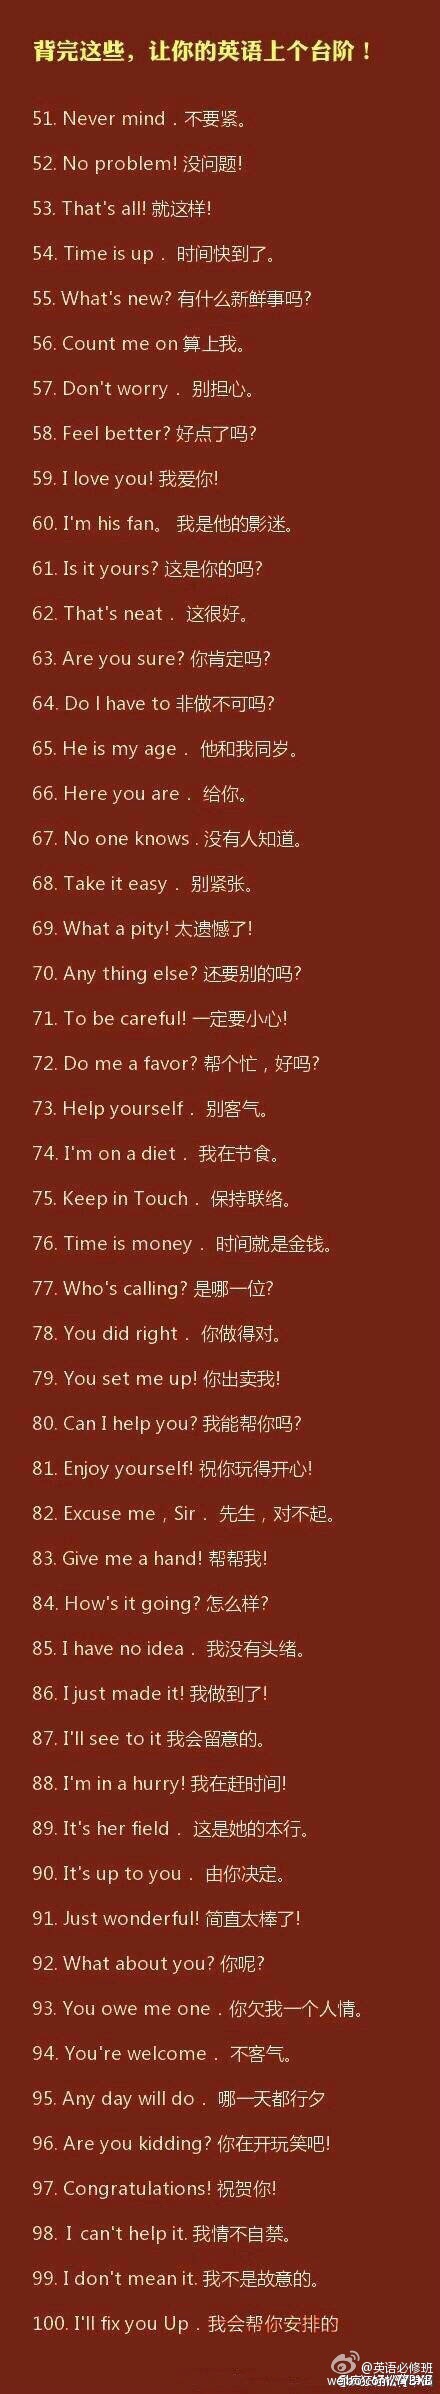 背完这些，让你的英语上个台阶！
51. Never mind．不要紧。
52. No problem! 没问题!
53. That's all! 就这样!
54. Time is up． 时间快到了。
55. What's new? 有什么新鲜事吗?
56. Count me on 算上我。
57. Don't worry． 别担心。
58. Feel better? 好点了吗?
59. I love you! 我爱你!
60. I'm his fan。 我是他的影迷。
61. Is it yours? 这是你的吗?
62. That's neat． 这很好。
63. Are you sure? 你肯定吗?
64. Do I have to 非做不可吗?
65. He is my age． 他和我同岁。
66. Here you are． 给你。
67. No one knows . 没有人知道。
68. Take it easy． 别紧张。
69. What a pity! 太遗憾了!
70. Any thing else? 还要别的吗?
71. To be careful! 一定要小心!
72. Do me a favor? 帮个忙，好吗?
73. Help yourself． 别客气。
74. I'm on a diet． 我在节食。
75. Keep in Touch． 保持联络。
76. Time is money． 时间就是金钱。
77. Who's calling? 是哪一位?
78. You did right． 你做得对。
79. You set me up! 你出卖我!
80. Can I help you? 我能帮你吗?
81. Enjoy yourself! 祝你玩得开心!
82. Excuse me，Sir． 先生，对不起。
83. Give me a hand! 帮帮我!
84. How's it going? 怎么样?
85. I have no idea． 我没有头绪。
86. I just made it! 我做到了!
87. I'll see to it 我会留意的。
88. I'm in a hurry! 我在赶时间!
89. It's her field． 这是她的本行。
90. It's up to you． 由你决定。
91. Just wonderful! 简直太棒了!
92. What about you? 你呢?
93. You owe me one．你欠我一个人情。
94. You're welcome． 不客气。
95. Any day will do． 哪一天都行夕
96. Are you kidding? 你在开玩笑吧!
97. Congratulations! 祝贺你!
98. I can't help it. 我情不自禁。
99. I don't mean it. 我不是故意的。
100. I'll fix you Up．我会帮你安排的
@英语必修班